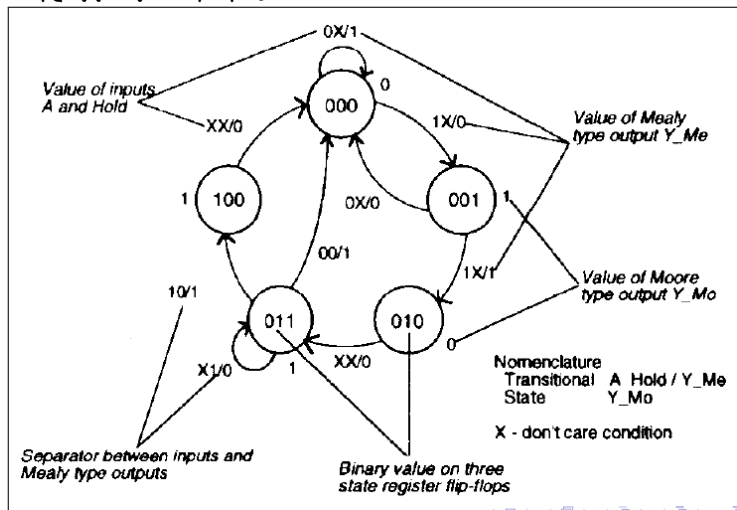 0X/1
Value of inputs
A and Hold
0
000
XX/0
1X/0
Value of Mealy
type output Y_Me
1
100
0X/0
001
1
00/1
1X/1
Value of Moore
type output Y_Mo
10/1
011
010
0
X1/0
1
XX/0
Nomenclature
Transitional A Hold / Y_Me
State Y_Mo
X - don't care condition
Separator between inputs and
Mealy type outputs
Binary value on three
state register flip-flops